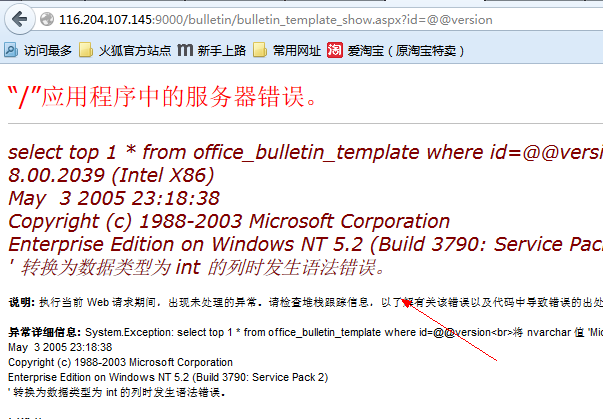 116.204.107.145:9000/bulletin/bulletin_template_show.aspx?id=@@version
访问最多 火狐官方站点 新手上路 常用网址 淘 爱淘宝（原淘宝特卖）
“/”应用程序中的服务器错误。
select top 1 * from office_bulletin_template where id=@@versi
8.00.2039 (Intel X86)
May 3 2005 23:18:38
Copyright (c) 1988-2003 Microsoft Corporation
Enterprise Edition on Windows NT 5.2 (Build 3790: Service Pac
' 转换为数据类型为 int 的列时发生语法错误。
说明: 执行当前 Web 请求期间，出现未处理的异常。请检查堆栈跟踪信息，以了解有关该错误以及代码中导致错误的出处
异常详细信息: System.Exception: select top 1 * from office_bulletin_template where id=@@version<br>将 nvarchar 值 'Mic
May 3 2005 23:18:38
Copyright (c) 1988-2003 Microsoft Corporation
Enterprise Edition on Windows NT 5.2 (Build 3790: Service Pack 2)
' 转换为数据类型为 int 的列时发生语法错误。